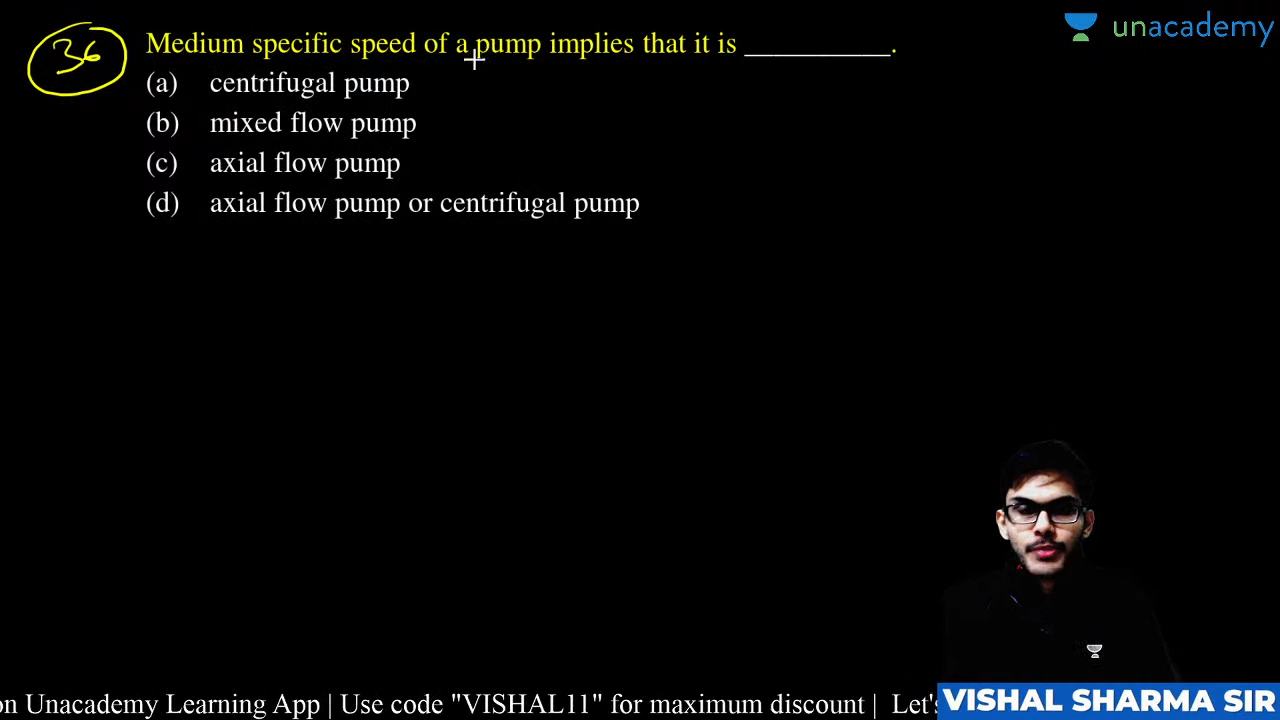 unacademy
36
Medium specific speed of a pump implies that it is __________.
(a) centrifugal pump
(b) mixed flow pump
(c) axial flow pump
(d) axial flow pump or centrifugal pump
on Unacademy Learning App | Use code "VISHAL11" for maximum discount | Let's
VISHAL SHARMA SIR